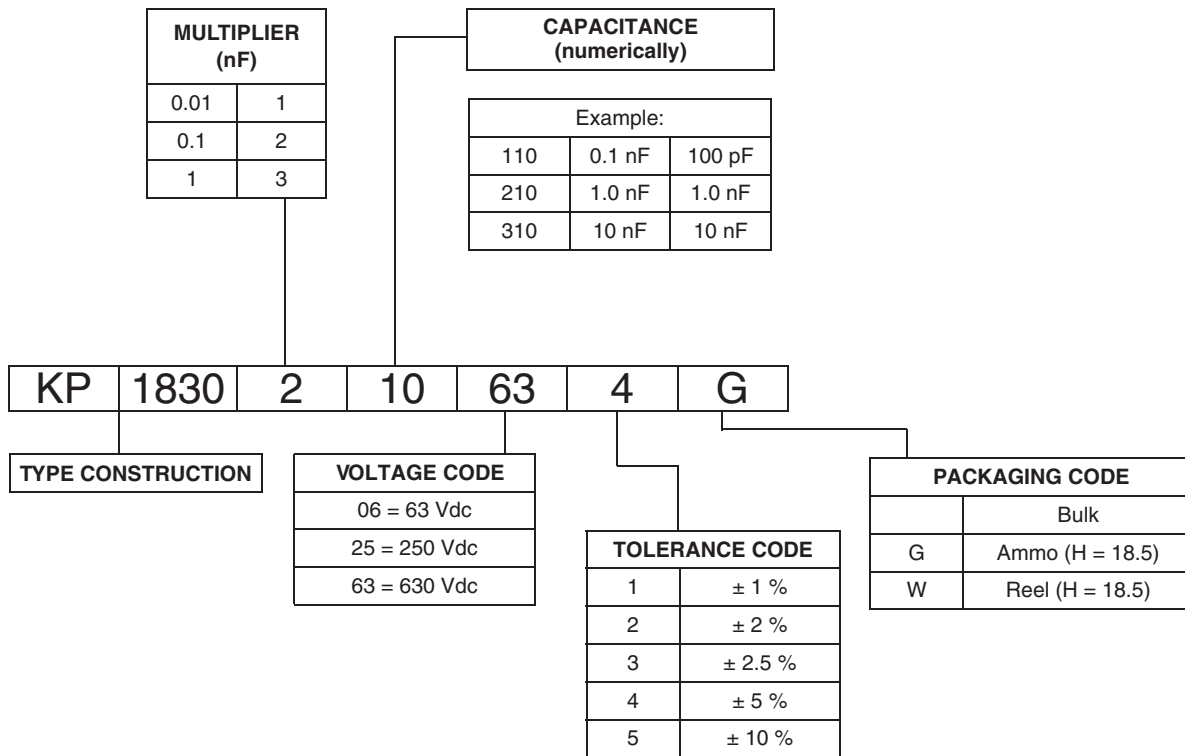 MULTIPLIER
(nF)
0.01 1
0.1 2
1 3
CAPACITANCE
(numerically)
Example:
110 0.1 nF 100 pF
210 1.0 nF 1.0 nF
310 10 nF 10 nF
KP 1830 2 10 63 4 G
TYPE CONSTRUCTION
VOLTAGE CODE
06 = 63 Vdc
25 = 250 Vdc
63 = 630 Vdc
TOLERANCE CODE
1 ± 1 %
2 ± 2 %
3 ± 2.5 %
4 ± 5 %
5 ± 10 %
PACKAGING CODE
Bulk
G Ammo (H = 18.5)
W Reel (H = 18.5)